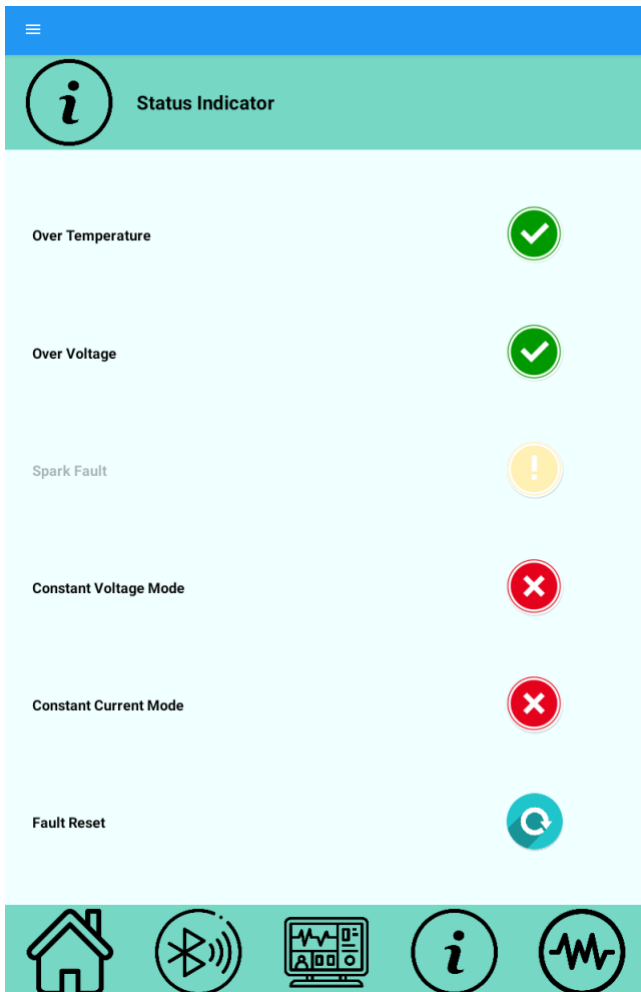 Status Indicator
Over Temperature
Over Voltage
Spark Fault
Constant Voltage Mode
Constant Current Mode
Fault Reset